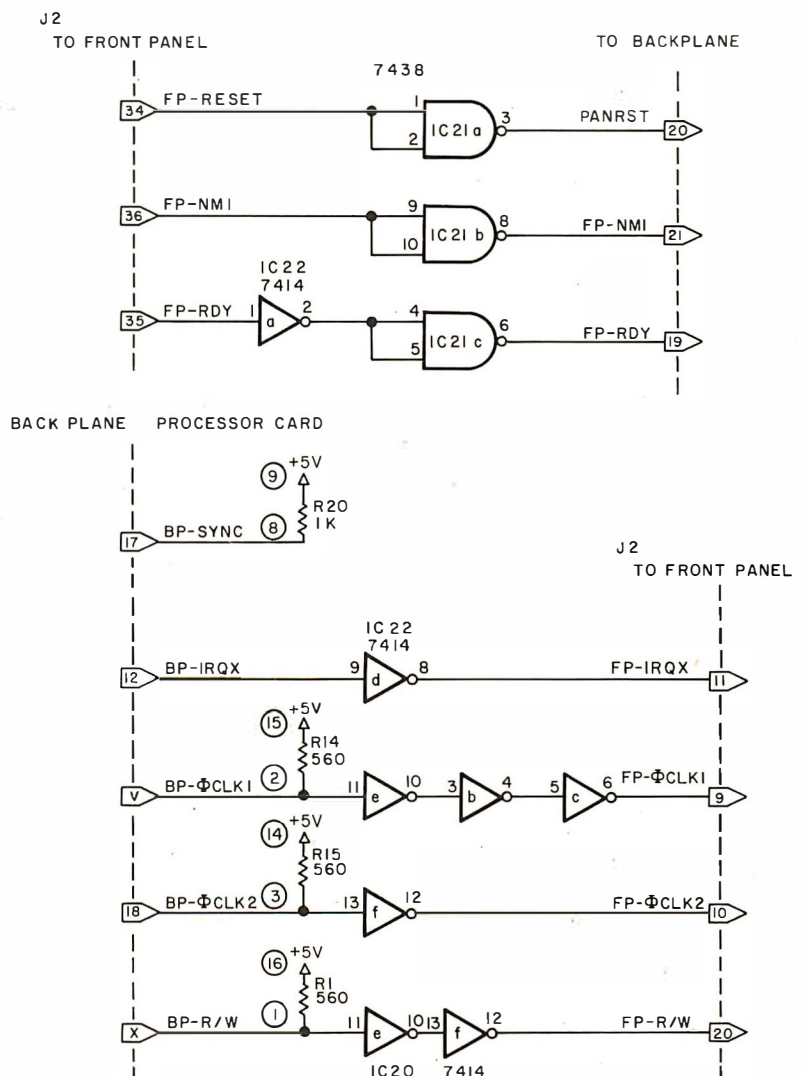 J2
TO FRONT PANEL
TO BACKPLANE
7438
34 FP-RESET 1 2 IC21a 3 PANRST 20
36 FP-NMI 9 10 IC21 b 8 FP-NMI 21
IC22
7414
35 FP-RDY 1 a 2 4 5 IC21 c 6 FP-RDY 19
BACK PLANE PROCESSOR CARD
9 +5V
R20
1K
17 BP-SYNC 8
J2
TO FRONT PANEL
IC 22
7414
12 BP-IRQX 9 d 8 FP-IRQX 11
15 +5V
R14
560
V BP-ΦCLK1 2 11 e 10 3 b 4 5 c 6 FP-ΦCLK1 9
14 +5V
R15
560
18 BP-ΦCLK2 3 13 f 12 FP-ΦCLK2 10
16 +5V
R1
560
X BP-R/W 1 11 e 10 13 f 12 FP-R/W 20
IC20 7414